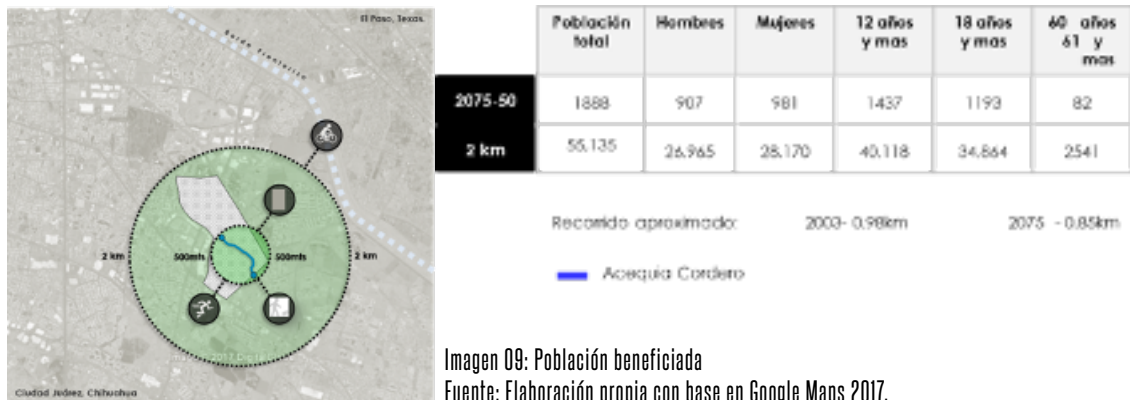 El Paso, Texas.
2 km
500mts
500mts
2 km
Ciudad Juárez, Chihuahua
Población total
Hombres
Mujeres
12 años y mas
18 años y mas
60 años 61 y mas
2075-50
1888
907
981
1437
1193
82
2 km
55,135
26,965
28,170
40,118
34,864
2541
Recorrido aproximado:
2003- 0.98km
2075 - 0.85km
Acequia Cordero
Imagen 09: Población beneficiada
Fuente: Elaboración propia con base en Google Maps 2017.